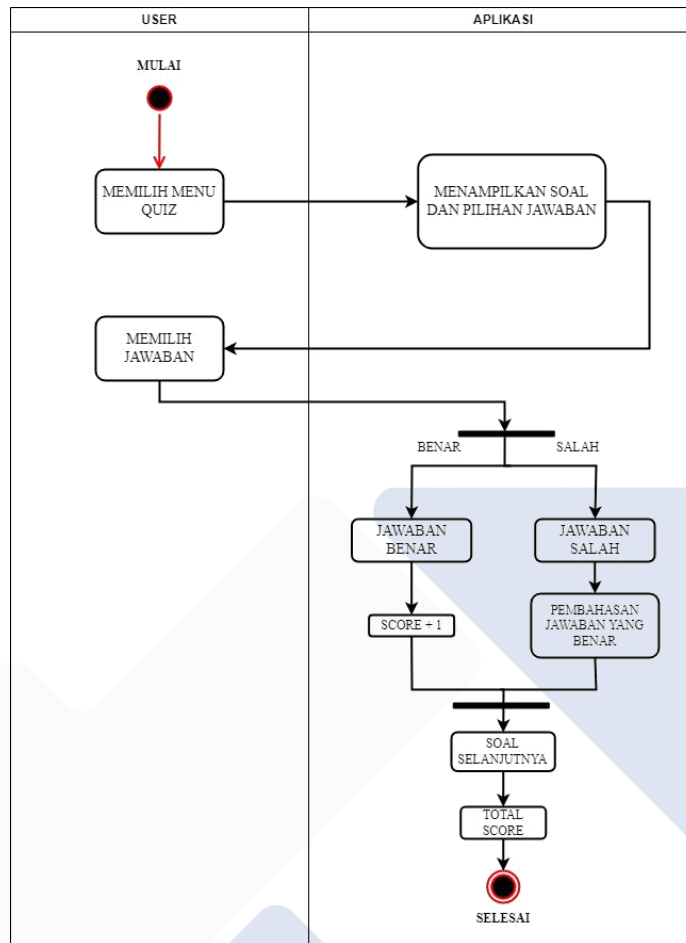 USER
APLIKASI
MULAI
MEMILIH MENU
QUIZ
MENAMPILKAN SOAL
DAN PILIHAN JAWABAN
MEMILIH
JAWABAN
BENAR
SALAH
JAWABAN
BENAR
JAWABAN
SALAH
SCORE + 1
PEMBAHASAN
JAWABAN YANG
BENAR
SOAL
SELANJUTNYA
TOTAL
SCORE
SELESAI